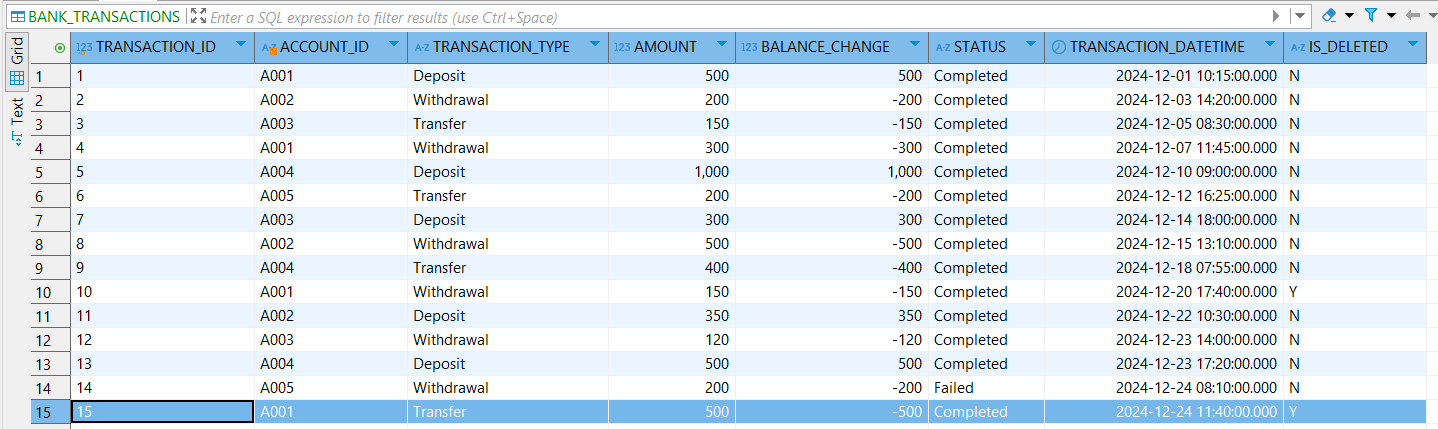 BANK_TRANSACTIONS Enter a SQL expression to filter results (use Ctrl+Space)
Grid
Text
123 TRANSACTION_ID A-Z ACCOUNT_ID A-Z TRANSACTION_TYPE 123 AMOUNT 123 BALANCE_CHANGE A-Z STATUS TRANSACTION_DATETIME A-Z IS_DELETED
1 1 A001 Deposit 500 500 Completed 2024-12-01 10:15:00.000 N
2 2 A002 Withdrawal 200 -200 Completed 2024-12-03 14:20:00.000 N
3 3 A003 Transfer 150 -150 Completed 2024-12-05 08:30:00.000 N
4 4 A001 Withdrawal 300 -300 Completed 2024-12-07 11:45:00.000 N
5 5 A004 Deposit 1,000 1,000 Completed 2024-12-10 09:00:00.000 N
6 6 A005 Transfer 200 -200 Completed 2024-12-12 16:25:00.000 N
7 7 A003 Deposit 300 300 Completed 2024-12-14 18:00:00.000 N
8 8 A002 Withdrawal 500 -500 Completed 2024-12-15 13:10:00.000 N
9 9 A004 Transfer 400 -400 Completed 2024-12-18 07:55:00.000 N
10 10 A001 Withdrawal 150 -150 Completed 2024-12-20 17:40:00.000 Y
11 11 A002 Deposit 350 350 Completed 2024-12-22 10:30:00.000 N
12 12 A003 Withdrawal 120 -120 Completed 2024-12-23 14:00:00.000 N
13 13 A004 Deposit 500 500 Completed 2024-12-23 17:20:00.000 N
14 14 A005 Withdrawal 200 -200 Failed 2024-12-24 08:10:00.000 N
15 15 A001 Transfer 500 -500 Completed 2024-12-24 11:40:00.000 Y